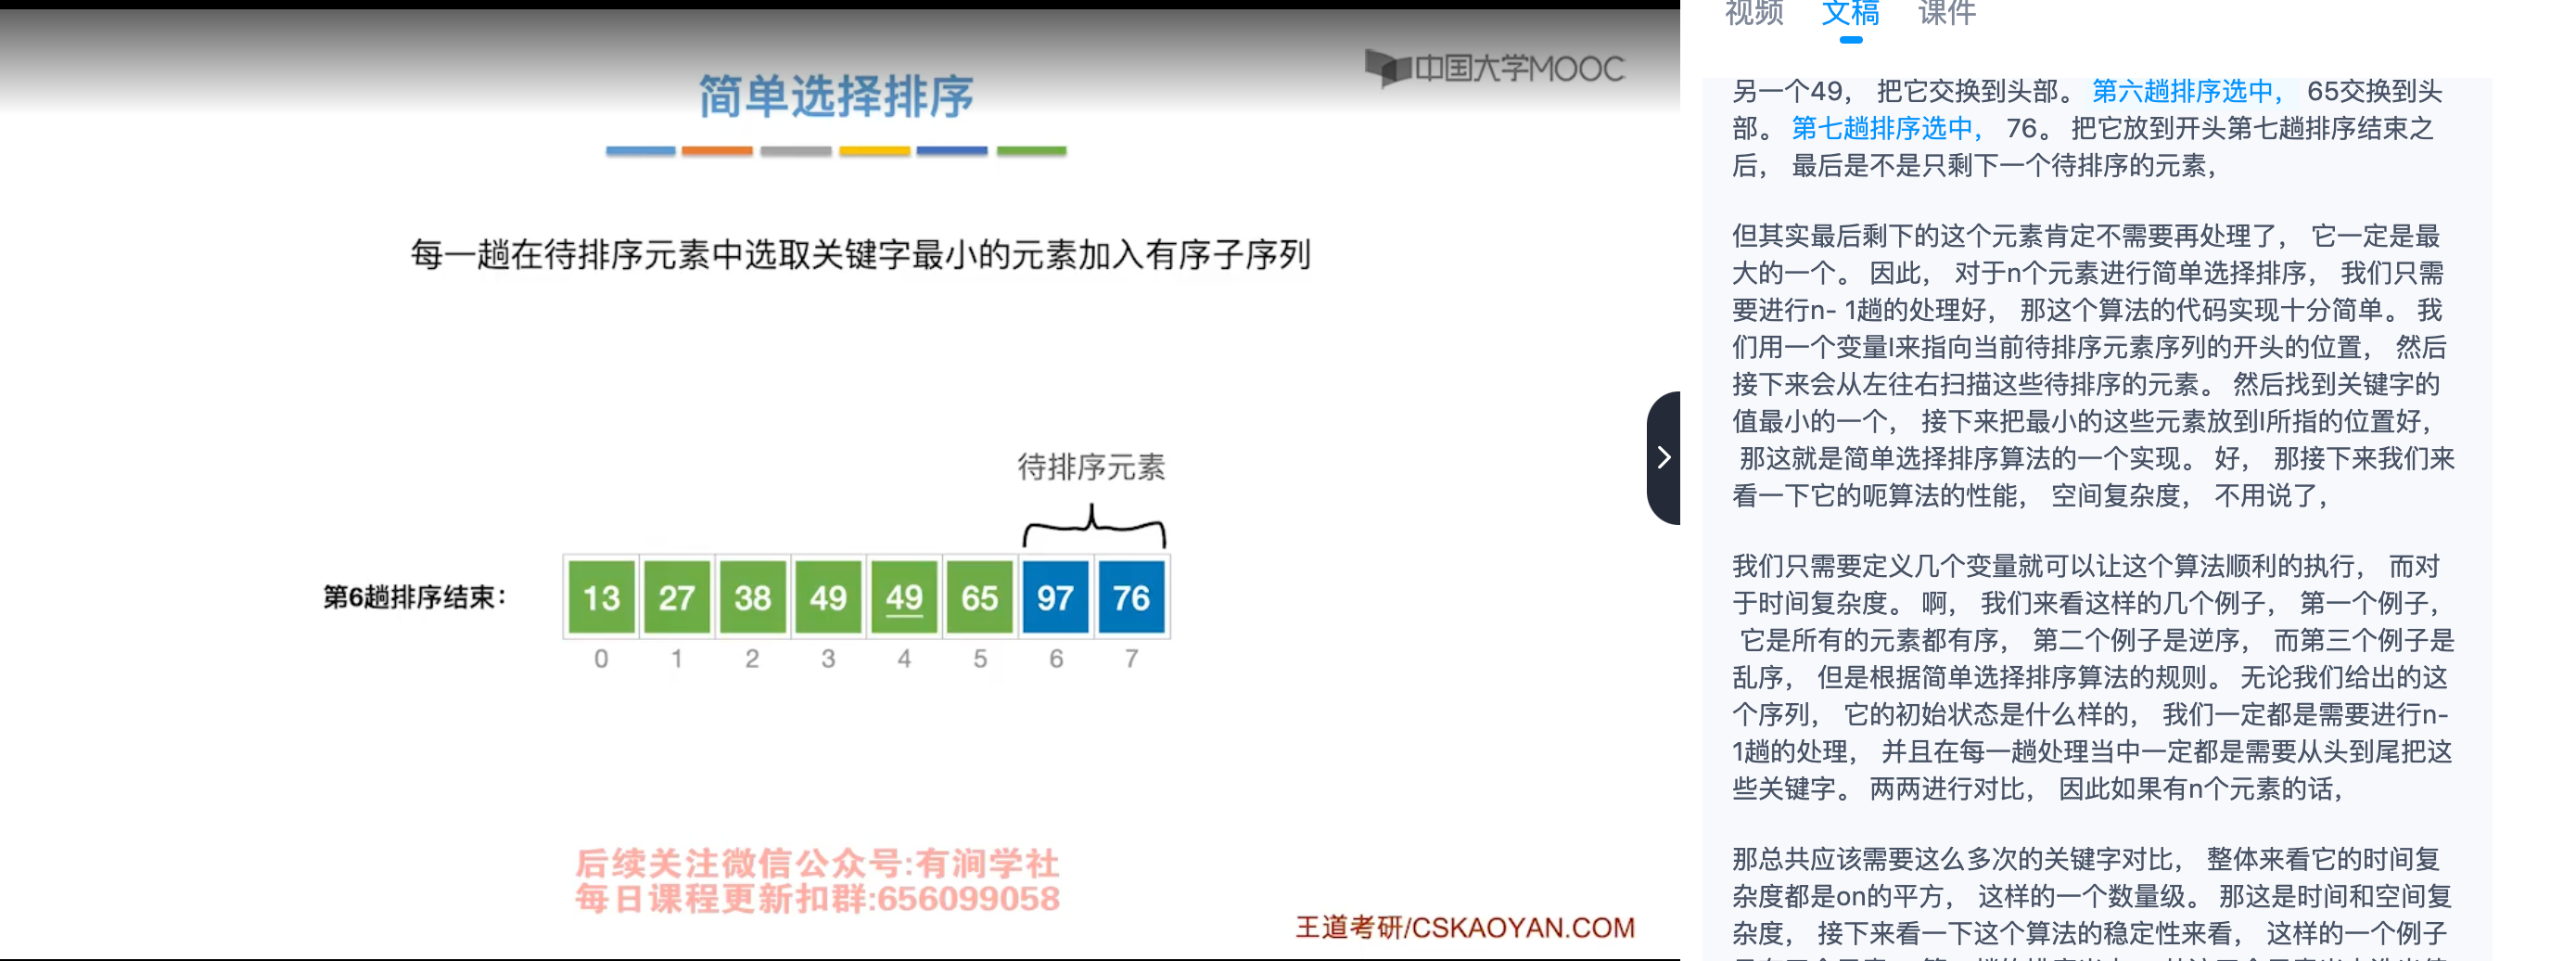 简单选择排序
中国大学MOOC
每一趟在待排序元素中选取关键字最小的元素加入有序子序列
待排序元素
第6趟排序结束：
13 27 38 49 49 65 97 76
0 1 2 3 4 5 6 7
后续关注微信公众号:有涧学社
每日课程更新扣群:656099058
王道考研/CSKAOYAN.COM
视频 文稿 课件
另一个49， 把它交换到头部。 第六趟排序选中， 65交换到头
部。 第七趟排序选中， 76。 把它放到开头第七趟排序结束之
后， 最后是不是只剩下一个待排序的元素，
但其实最后剩下的这个元素肯定不需要再处理了， 它一定是最
大的一个。 因此， 对于n个元素进行简单选择排序， 我们只需
要进行n- 1趟的处理好， 那这个算法的代码实现十分简单。 我
们用一个变量I来指向当前待排序元素序列的开头的位置， 然后
接下来会从左往右扫描这些待排序的元素。 然后找到关键字的
值最小的一个， 接下来把最小的这些元素放到I所指的位置好，
那这就是简单选择排序算法的一个实现。 好， 那接下来我们来
看一下它的呃算法的性能， 空间复杂度， 不用说了，
我们只需要定义几个变量就可以让这个算法顺利的执行， 而对
于时间复杂度。 啊， 我们来看这样的几个例子， 第一个例子，
它是所有的元素都有序， 第二个例子是逆序， 而第三个例子是
乱序， 但是根据简单选择排序算法的规则。 无论我们给出的这
个序列， 它的初始状态是什么样的， 我们一定都是需要进行n-
1趟的处理， 并且在每一趟处理当中一定都是需要从头到尾把这
些关键字。 两两进行对比， 因此如果有n个元素的话，
那总共应该需要这么多次的关键字对比， 整体来看它的时间复
杂度都是on的平方， 这样的一个数量级。 那这是时间和空间复
杂度， 接下来看一下这个算法的稳定性来看， 这样的一个例子